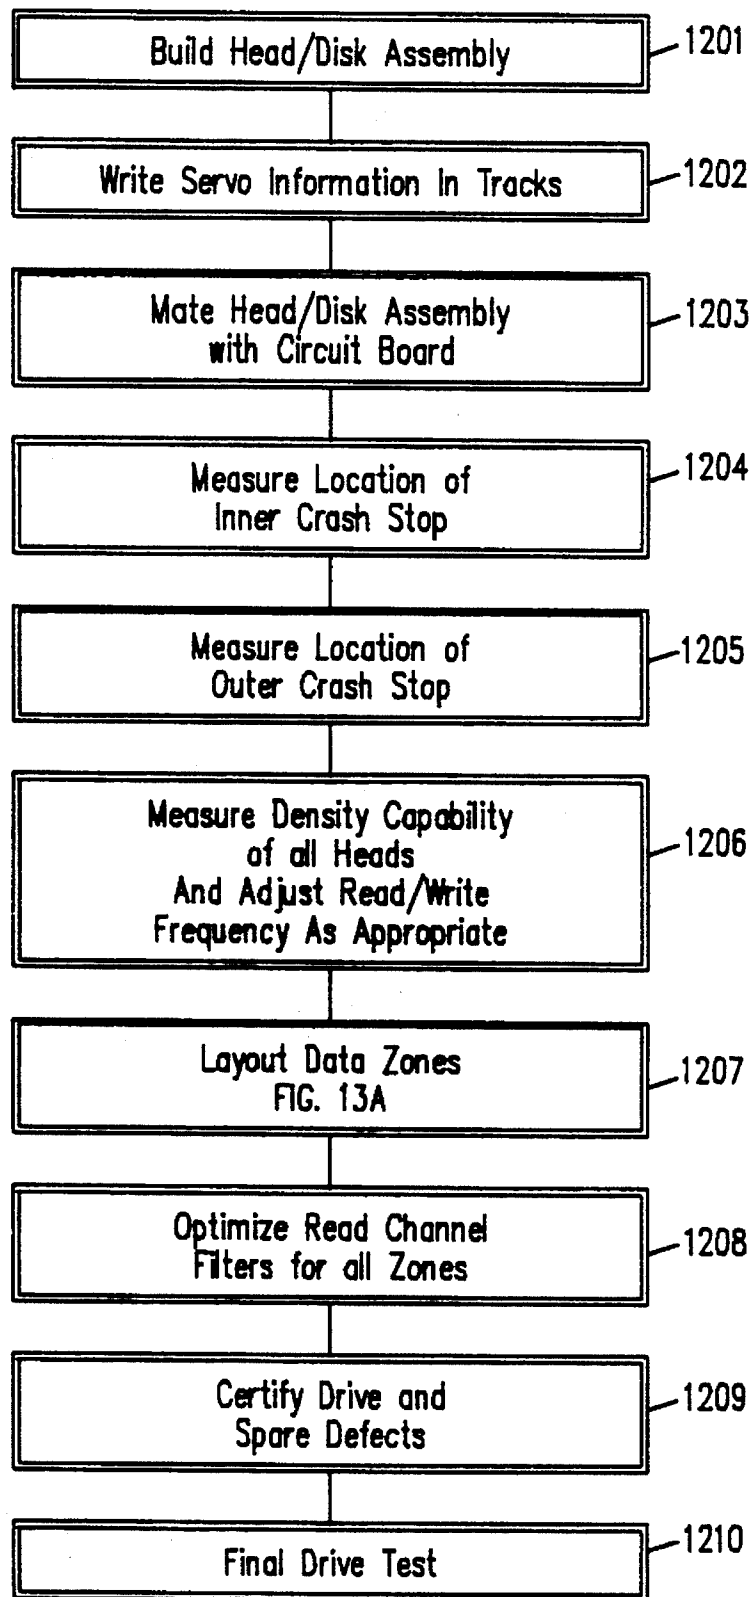 Build Head/Disk Assembly
1201
Write Servo Information In Tracks
1202
Mate Head/Disk Assembly
with Circuit Board
1203
Measure Location of
Inner Crash Stop
1204
Measure Location of
Outer Crash Stop
1205
Measure Density Capability
of all Heads
And Adjust Read/Write
Frequency As Appropriate
1206
Layout Data Zones
FIG. 13A
1207
Optimize Read Channel
Filters for all Zones
1208
Certify Drive and
Spare Defects
1209
Final Drive Test
1210